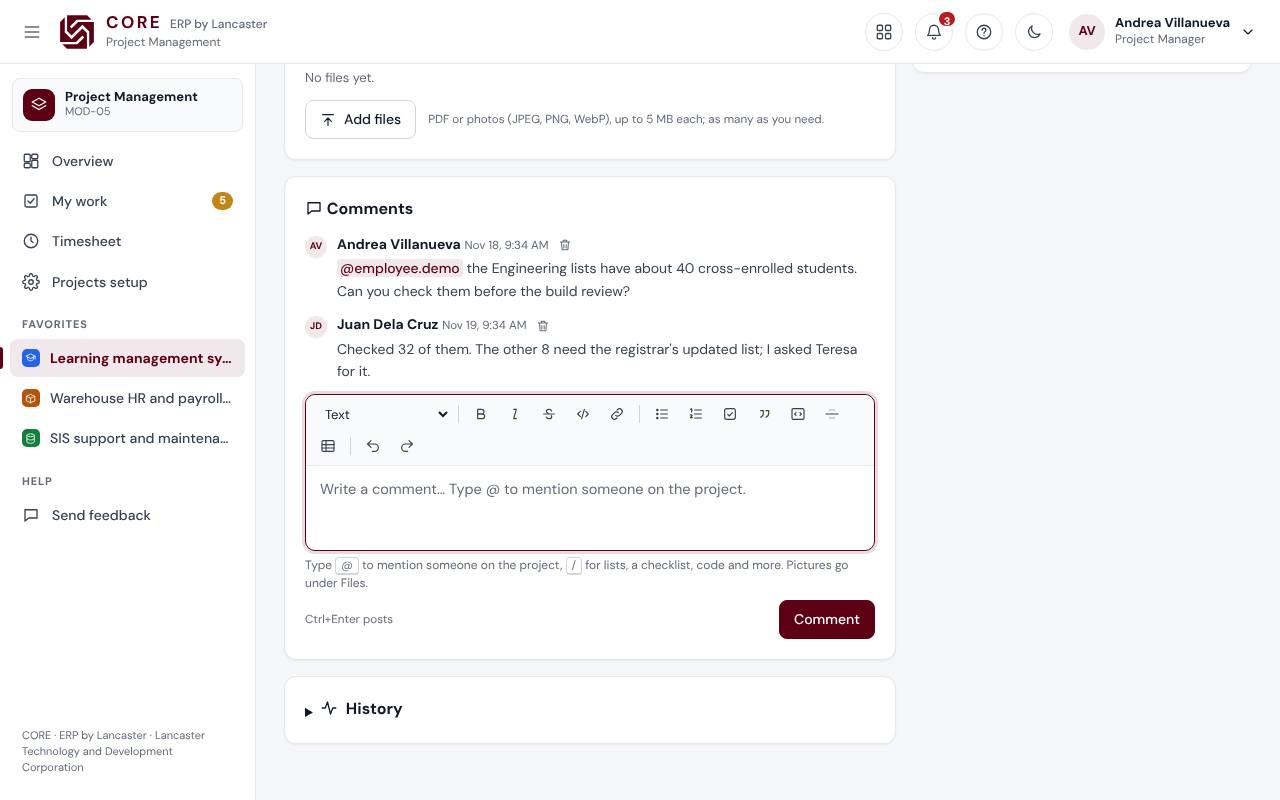 CORE ERP by Lancaster
Project Management
3
AV
Andrea Villanueva
Project Manager
Project Management
MOD-05
Overview
My work
5
Timesheet
Projects setup
FAVORITES
Learning management sy...
Warehouse HR and payroll...
SIS support and maintena...
HELP
Send feedback
CORE · ERP by Lancaster · Lancaster
Technology and Development
Corporation
No files yet.
Add files
PDF or photos (JPEG, PNG, WebP), up to 5 MB each; as many as you need.
Comments
AV
Andrea Villanueva Nov 18, 9:34 AM
@employee.demo the Engineering lists have about 40 cross-enrolled students.
Can you check them before the build review?
JD
Juan Dela Cruz Nov 19, 9:34 AM
Checked 32 of them. The other 8 need the registrar's updated list; I asked Teresa
for it.
Text
Write a comment... Type @ to mention someone on the project.
Type @ to mention someone on the project, / for lists, a checklist, code and more. Pictures go
under Files.
Ctrl+Enter posts
Comment
History